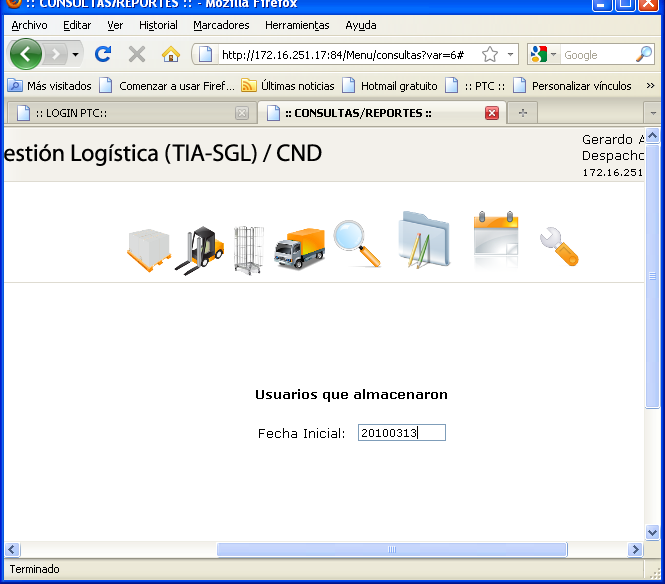 :: CONSULTAS/REPORTES :: - Mozilla Firefox
Archivo Editar Ver Historial Marcadores Herramientas Ayuda
http://172.16.251.17:84/Menu/consultas?var=6# Google
Más visitados Comenzar a usar Firef... Últimas noticias Hotmail gratuito :: PTC :: Personalizar vínculos »
:: LOGIN PTC:: :: CONSULTAS/REPORTES ::
Gerardo A
estión Logística (TIA-SGL) / CND
Despacho
172.16.251
Usuarios que almacenaron
Fecha Inicial: 20100313
Terminado